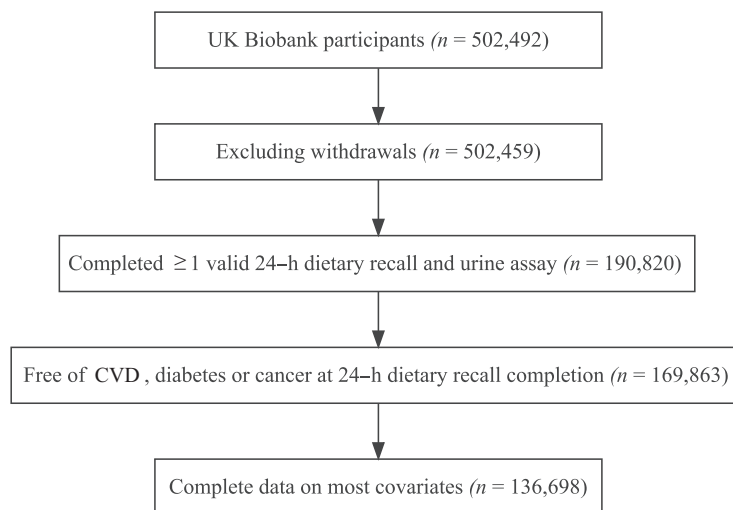 UK Biobank participants (n = 502,492)
Excluding withdrawals (n = 502,459)
Completed ≥1 valid 24–h dietary recall and urine assay (n = 190,820)
Free of CVD, diabetes or cancer at 24–h dietary recall completion (n = 169,863)
Complete data on most covariates (n = 136,698)